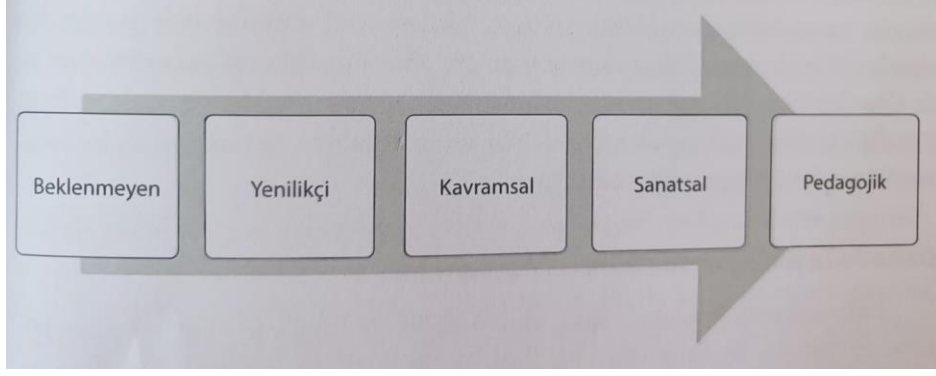 Beklenmeyen
Yenilikçi
Kavramsal
Sanatsal
Pedagojik